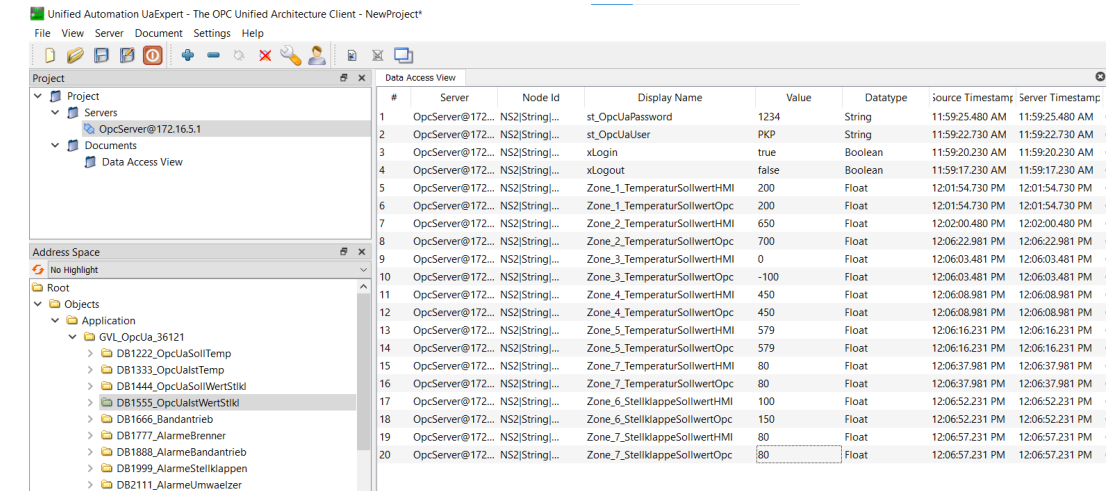 Unified Automation UaExpert - The OPC Unified Architecture Client - NewProject*
File View Server Document Settings Help
Project
Project
Servers
OpcServer@172.16.5.1
Documents
Data Access View
Address Space
No Highlight
Root
Objects
Application
GVL_OpcUa_36121
DB1222_OpcUaSollTemp
DB1333_OpcUaIstTemp
DB1444_OpcUaSollWertStlkl
DB1555_OpcUaIstWertStlkl
DB1666_Bandantrieb
DB1777_AlarmeBrenner
DB1888_AlarmeBandantrieb
DB1999_AlarmeStellklappen
DB2111_AlarmeUmwaelzer
Data Access View
# Server Node Id Display Name Value Datatype Source Timestamp Server Timestamp
1 OpcServer@172... NS2|String|... st_OpcUaPassword 1234 String 11:59:25.480 AM 11:59:25.480 AM
2 OpcServer@172... NS2|String|... st_OpcUaUser PKP String 11:59:22.730 AM 11:59:22.730 AM
3 OpcServer@172... NS2|String|... xLogin true Boolean 11:59:20.230 AM 11:59:20.230 AM
4 OpcServer@172... NS2|String|... xLogout false Boolean 11:59:17.230 AM 11:59:17.230 AM
5 OpcServer@172... NS2|String|... Zone_1_TemperaturSollwertHMI 200 Float 12:01:54.730 PM 12:01:54.730 PM
6 OpcServer@172... NS2|String|... Zone_1_TemperaturSollwertOpc 200 Float 12:01:54.730 PM 12:01:54.730 PM
7 OpcServer@172... NS2|String|... Zone_2_TemperaturSollwertHMI 650 Float 12:02:00.480 PM 12:02:00.480 PM
8 OpcServer@172... NS2|String|... Zone_2_TemperaturSollwertOpc 700 Float 12:06:22.981 PM 12:06:22.981 PM
9 OpcServer@172... NS2|String|... Zone_3_TemperaturSollwertHMI 0 Float 12:06:03.481 PM 12:06:03.481 PM
10 OpcServer@172... NS2|String|... Zone_3_TemperaturSollwertOpc -100 Float 12:06:03.481 PM 12:06:03.481 PM
11 OpcServer@172... NS2|String|... Zone_4_TemperaturSollwertHMI 450 Float 12:06:08.981 PM 12:06:08.981 PM
12 OpcServer@172... NS2|String|... Zone_4_TemperaturSollwertOpc 450 Float 12:06:08.981 PM 12:06:08.981 PM
13 OpcServer@172... NS2|String|... Zone_5_TemperaturSollwertHMI 579 Float 12:06:16.231 PM 12:06:16.231 PM
14 OpcServer@172... NS2|String|... Zone_5_TemperaturSollwertOpc 579 Float 12:06:16.231 PM 12:06:16.231 PM
15 OpcServer@172... NS2|String|... Zone_7_TemperaturSollwertHMI 80 Float 12:06:37.981 PM 12:06:37.981 PM
16 OpcServer@172... NS2|String|... Zone_7_TemperaturSollwertOpc 80 Float 12:06:37.981 PM 12:06:37.981 PM
17 OpcServer@172... NS2|String|... Zone_6_StellklappeSollwertHMI 100 Float 12:06:52.231 PM 12:06:52.231 PM
18 OpcServer@172... NS2|String|... Zone_6_StellklappeSollwertOpc 150 Float 12:06:52.231 PM 12:06:52.231 PM
19 OpcServer@172... NS2|String|... Zone_7_StellklappeSollwertHMI 80 Float 12:06:57.231 PM 12:06:57.231 PM
20 OpcServer@172... NS2|String|... Zone_7_StellklappeSollwertOpc 80 Float 12:06:57.231 PM 12:06:57.231 PM